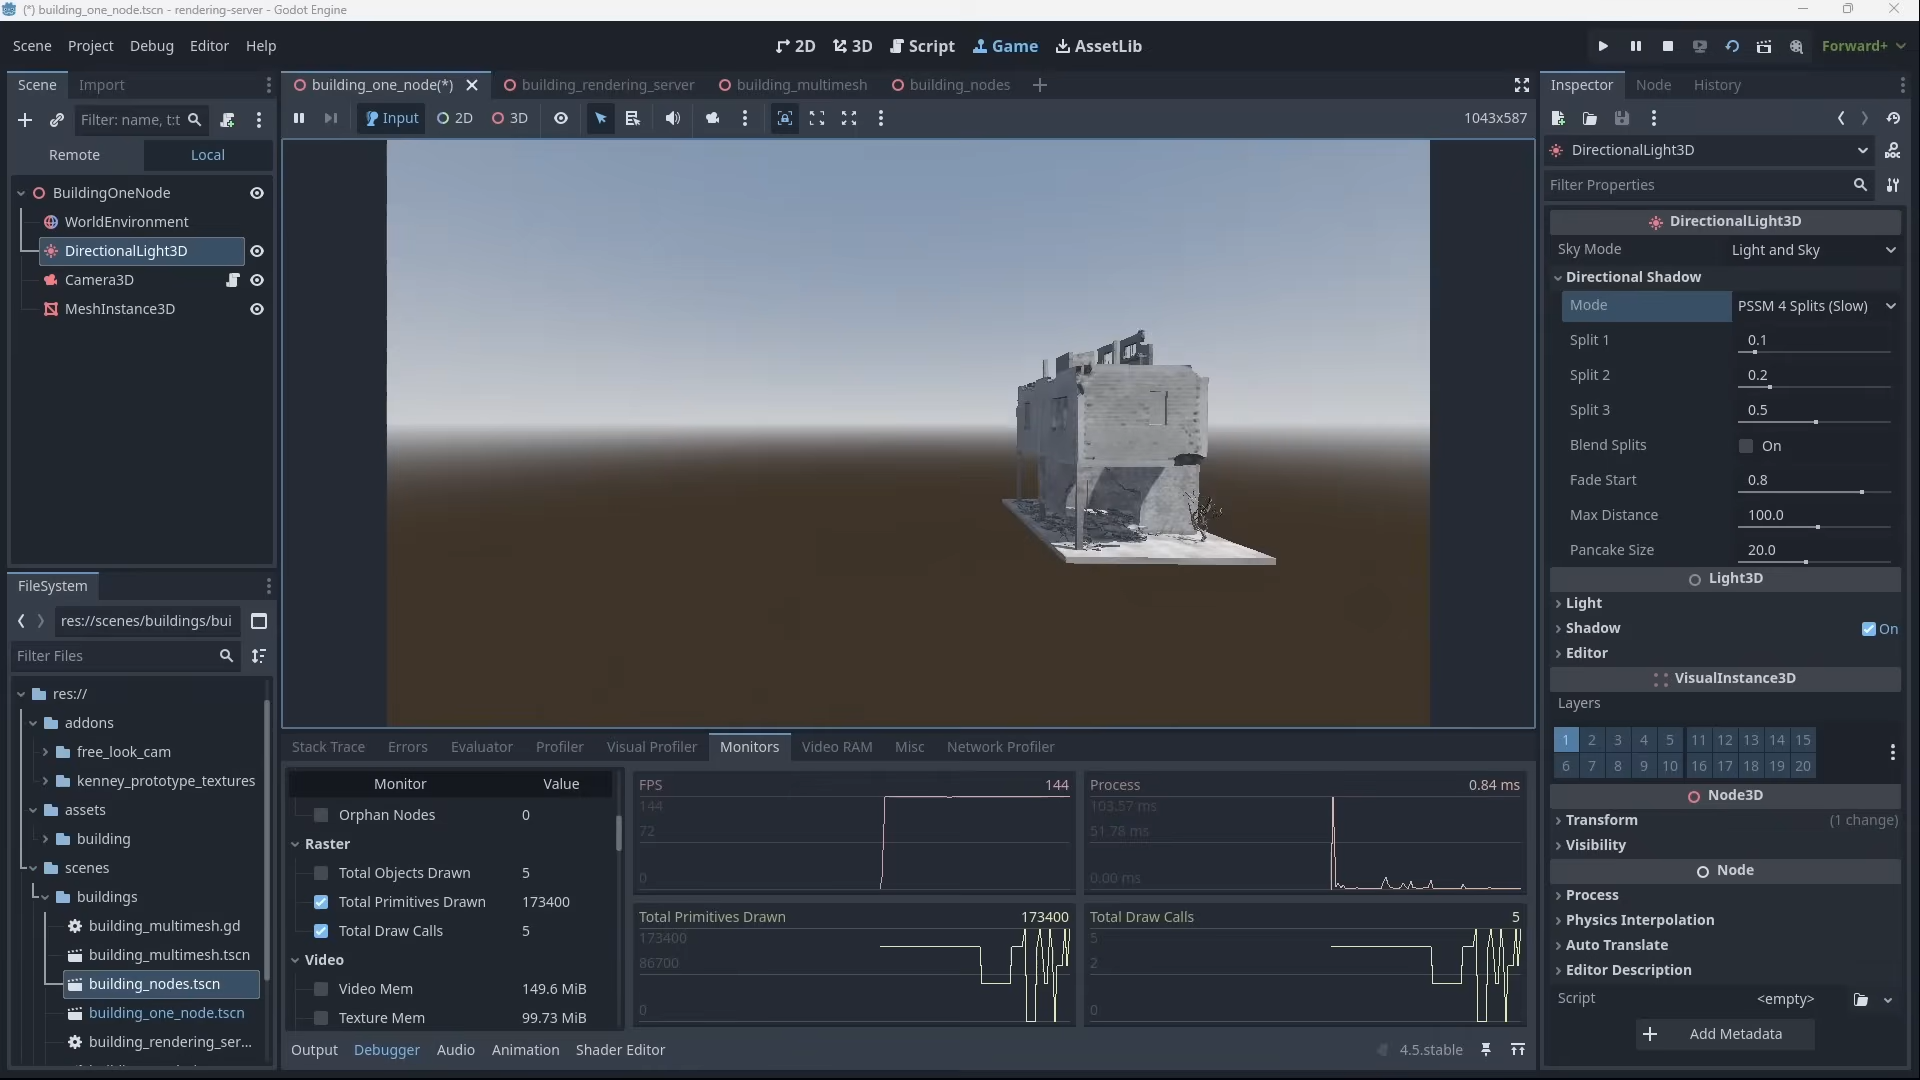 (*) building_one_node.tscn - rendering-server - Godot Engine
Scene Project Debug Editor Help
2D 3D Script Game AssetLib
Forward+
Scene Import
building_one_node(*) building_rendering_server building_multimesh building_nodes
Inspector Node History
Filter: name, t:t
Input 2D 3D
1043x587
Remote Local
DirectionalLight3D
DOC
Filter Properties
BuildingOneNode
WorldEnvironment
DirectionalLight3D
Camera3D
MeshInstance3D
DirectionalLight3D
Sky Mode Light and Sky
Directional Shadow
Mode PSSM 4 Splits (Slow)
Split 1 0.1
Split 2 0.2
Split 3 0.5
Blend Splits On
Fade Start 0.8
Max Distance 100.0
Pancake Size 20.0
Light3D
Light
Shadow On
Editor
VisualInstance3D
Layers
1 2 3 4 5 11 12 13 14 15
6 7 8 9 10 16 17 18 19 20
Node3D
Transform (1 change)
Visibility
Node
Process
Physics Interpolation
Auto Translate
Editor Description
Script <empty>
Add Metadata
FileSystem
res://scenes/buildings/bui
Filter Files
res://
addons
free_look_cam
kenney_prototype_textures
assets
building
scenes
buildings
building_multimesh.gd
building_multimesh.tscn
building_nodes.tscn
building_one_node.tscn
building_rendering_ser...
Stack Trace Errors Evaluator Profiler Visual Profiler Monitors Video RAM Misc Network Profiler
Monitor Value
Orphan Nodes 0
Raster
Total Objects Drawn 5
Total Primitives Drawn 173400
Total Draw Calls 5
Video
Video Mem 149.6 MiB
Texture Mem 99.73 MiB
FPS 144
144
72
0
Process 0.84 ms
103.57 ms
51.78 ms
0.00 ms
Total Primitives Drawn 173400
173400
86700
0
Total Draw Calls 5
5
2
0
Output Debugger Audio Animation Shader Editor
4.5.stable